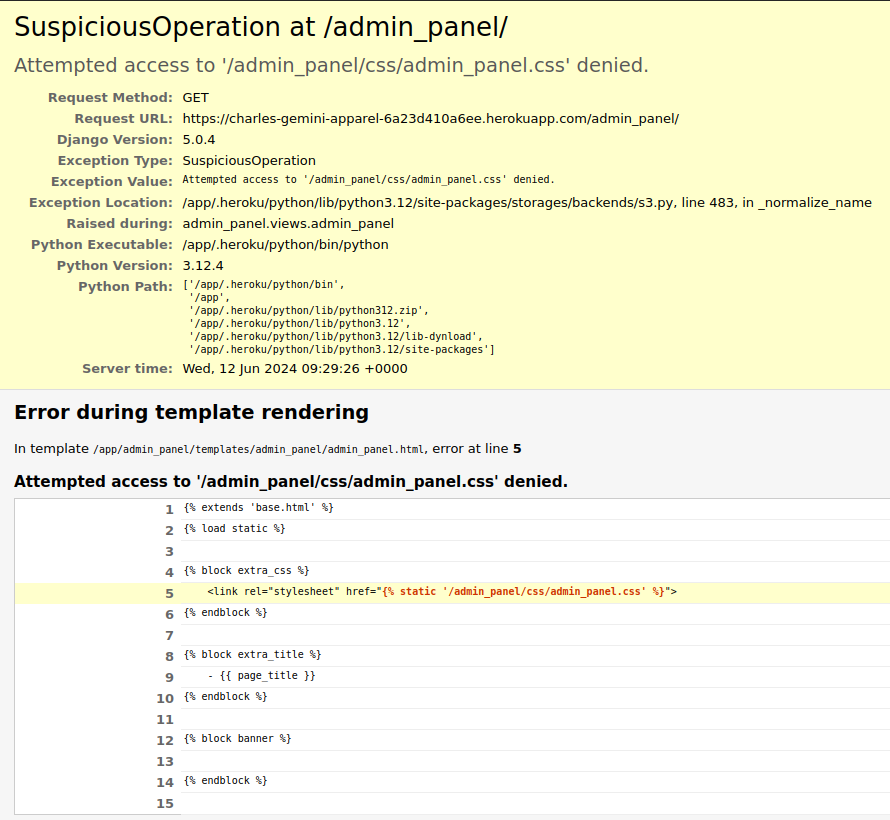 SuspiciousOperation at /admin_panel/
Attempted access to '/admin_panel/css/admin_panel.css' denied.
Request Method: GET
Request URL: https://charles-gemini-apparel-6a23d410a6ee.herokuapp.com/admin_panel/
Django Version: 5.0.4
Exception Type: SuspiciousOperation
Exception Value: Attempted access to '/admin_panel/css/admin_panel.css' denied.
Exception Location: /app/.heroku/python/lib/python3.12/site-packages/storages/backends/s3.py, line 483, in _normalize_name
Raised during: admin_panel.views.admin_panel
Python Executable: /app/.heroku/python/bin/python
Python Version: 3.12.4
Python Path: ['/app/.heroku/python/bin',
'/app',
'/app/.heroku/python/lib/python312.zip',
'/app/.heroku/python/lib/python3.12',
'/app/.heroku/python/lib/python3.12/lib-dynload',
'/app/.heroku/python/lib/python3.12/site-packages']
Server time: Wed, 12 Jun 2024 09:29:26 +0000
Error during template rendering
In template /app/admin_panel/templates/admin_panel/admin_panel.html, error at line 5
Attempted access to '/admin_panel/css/admin_panel.css' denied.
1 {% extends 'base.html' %}
2 {% load static %}
3
4 {% block extra_css %}
5 <link rel="stylesheet" href="{% static '/admin_panel/css/admin_panel.css' %}">
6 {% endblock %}
7
8 {% block extra_title %}
9 - {{ page_title }}
10 {% endblock %}
11
12 {% block banner %}
13
14 {% endblock %}
15